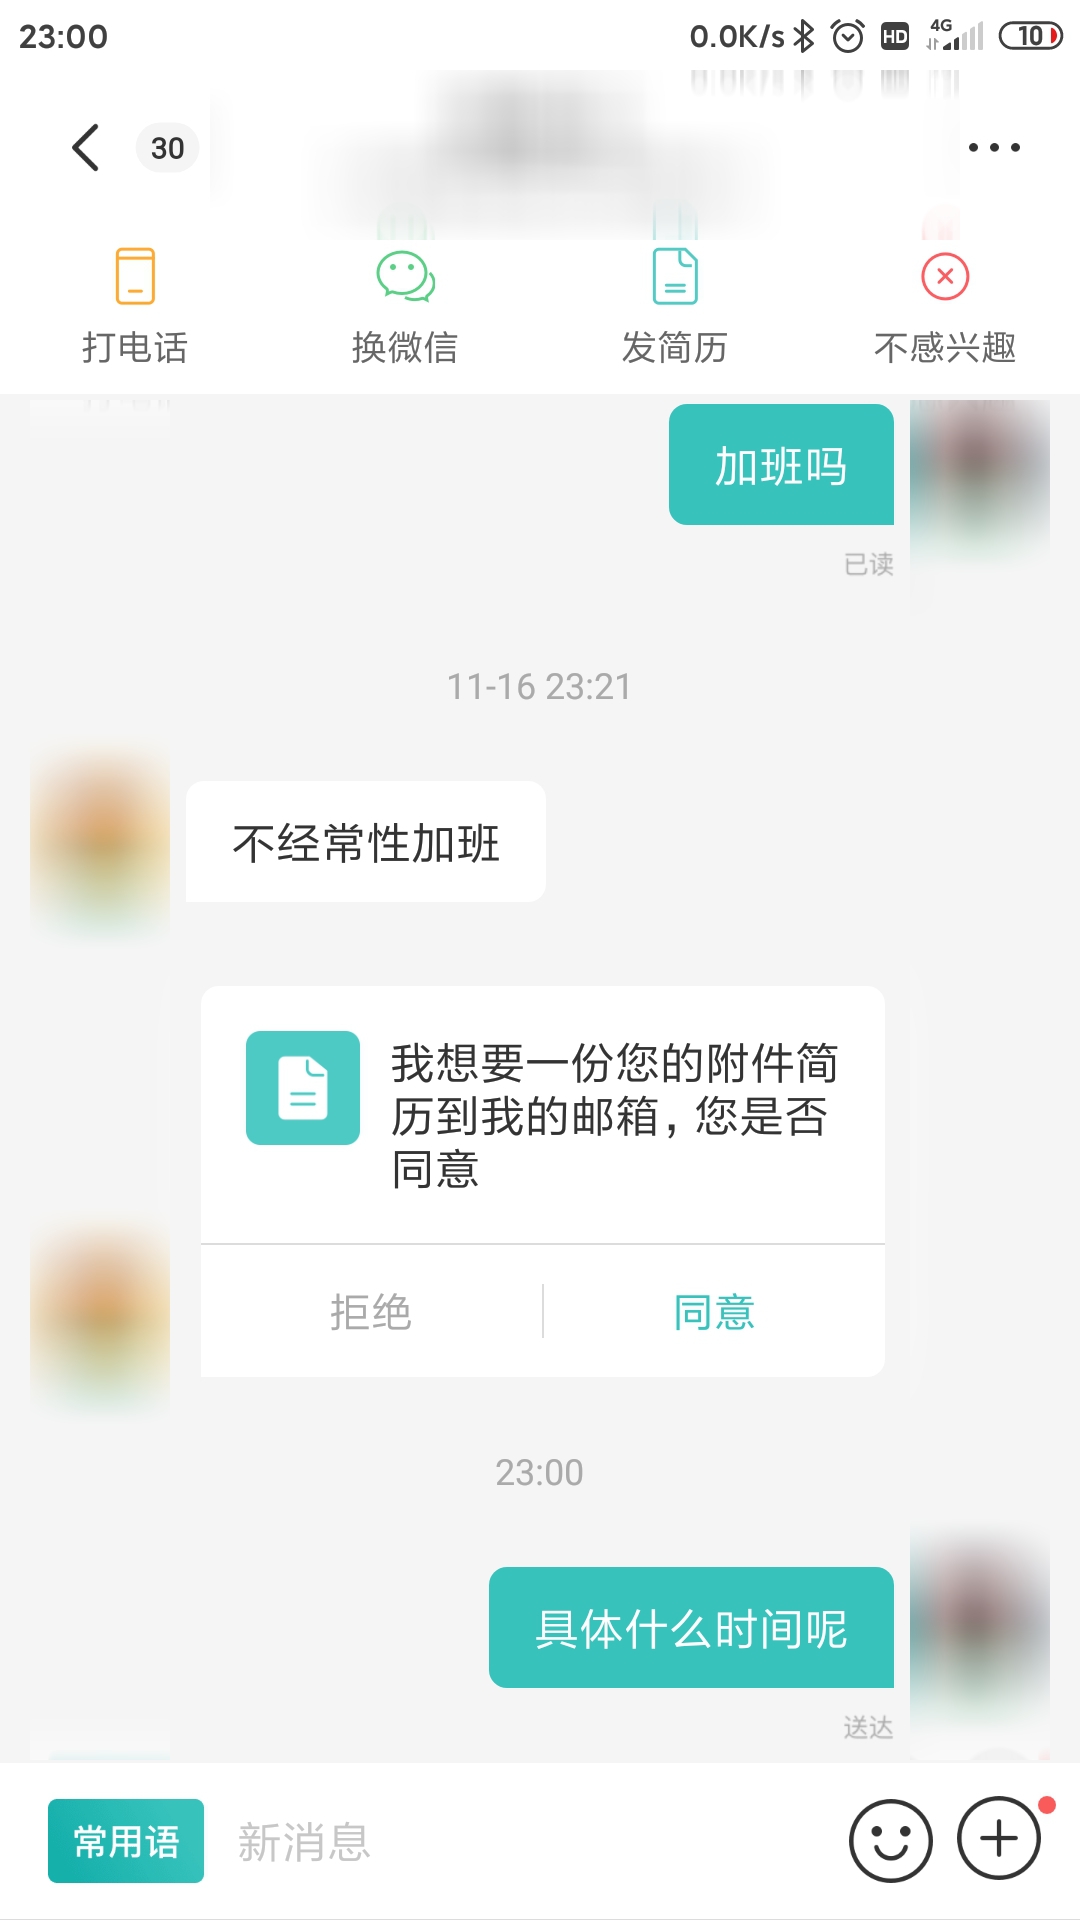 23:00
0.0K/s
HD
4G
10
30
打电话
换微信
发简历
不感兴趣
加班吗
已读
11-16 23:21
不经常性加班
我想要一份您的附件简
历到我的邮箱，您是否
同意
拒绝
同意
23:00
具体什么时间呢
送达
常用语
新消息